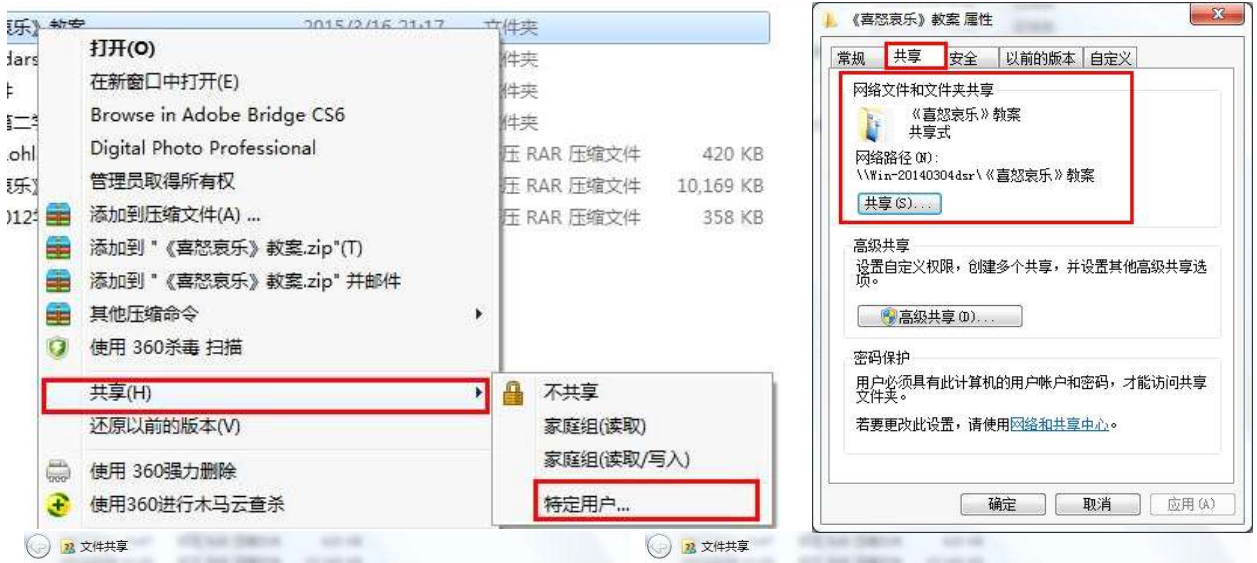 乐》教案 2015/3/16 21:17 文件夹
dars 件夹
件夹
件夹
压 RAR 压缩文件 420 KB
乐》 压 RAR 压缩文件 10,169 KB
012 压 RAR 压缩文件 358 KB
打开(O)
在新窗口中打开(E)
Browse in Adobe Bridge CS6
Digital Photo Professional
管理员取得所有权
添加到压缩文件(A) ...
添加到 "《喜怒哀乐》教案.zip"(T)
添加到 "《喜怒哀乐》教案.zip" 并邮件
其他压缩命令
使用 360杀毒 扫描
共享(H)
还原以前的版本(V)
使用 360强力删除
使用360进行木马云查杀
不共享
家庭组(读取)
家庭组(读取/写入)
特定用户...
《喜怒哀乐》教案 属性
常规 共享 安全 以前的版本 自定义
网络文件和文件夹共享
《喜怒哀乐》教案
共享式
网络路径(N):
\\Win-20140304dsr\《喜怒哀乐》教案
共享(S)...
高级共享
设置自定义权限，创建多个共享，并设置其他高级共享选
项。
高级共享(D)...
密码保护
用户必须具有此计算机的用户帐户和密码，才能访问共享
文件夹。
若要更改此设置，请使用网络和共享中心。
确定 取消 应用(A)
文件共享 文件共享